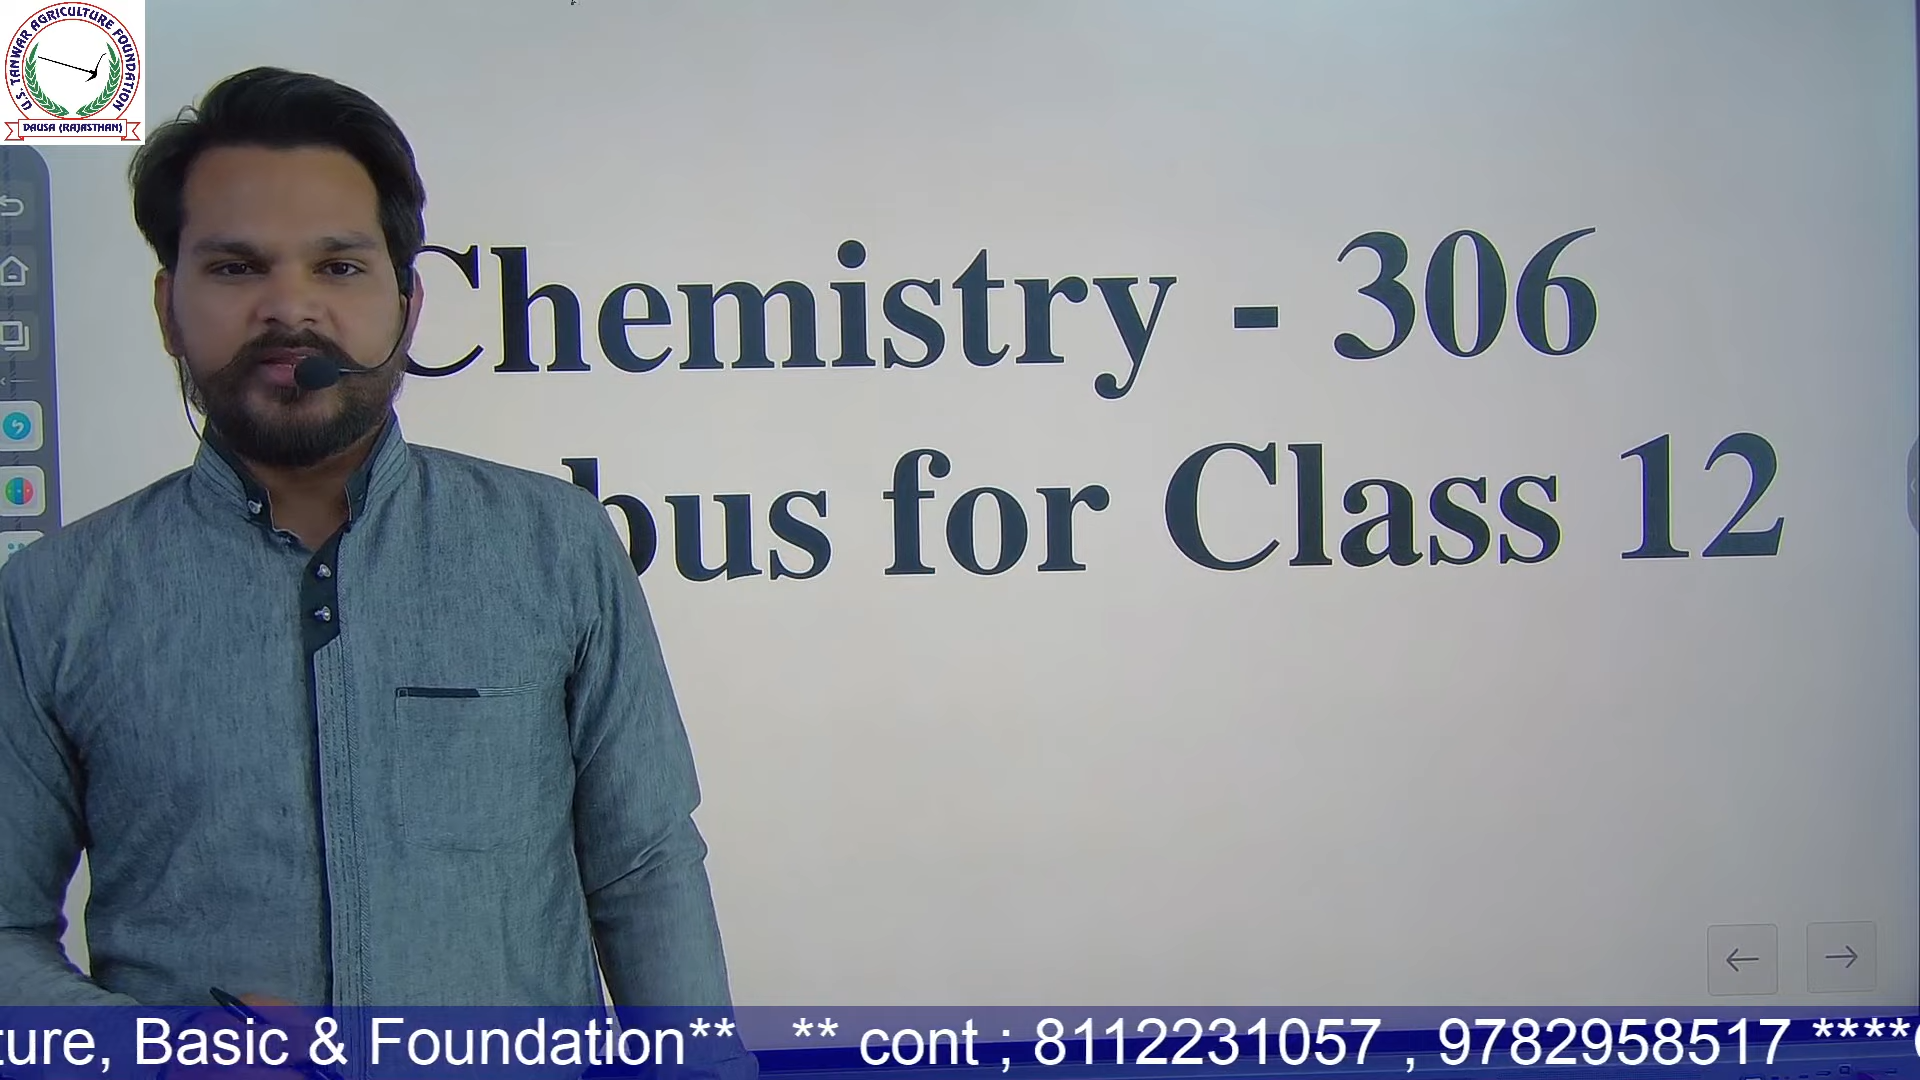 U.S. TANWAR AGRICULTURE FOUNDATION
DAUSA (RAJASTHAN)
Chemistry - 306
bus for Class 12
ture, Basic & Foundation** ** cont ; 8112231057 , 9782958517 ****